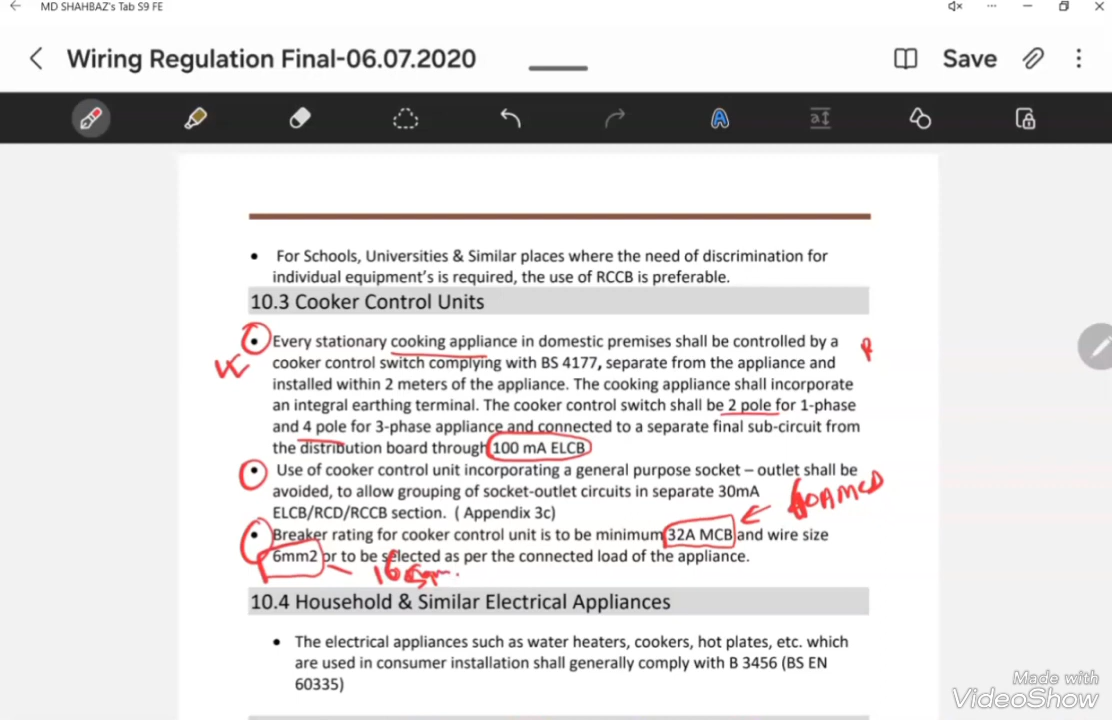 MD SHAHBAZ's Tab S9 FE
Wiring Regulation Final-06.07.2020
Save
• For Schools, Universities & Similar places where the need of discrimination for
individual equipment's is required, the use of RCCB is preferable.
10.3 Cooker Control Units
• Every stationary cooking appliance in domestic premises shall be controlled by a
cooker control switch complying with BS 4177, separate from the appliance and
installed within 2 meters of the appliance. The cooking appliance shall incorporate
an integral earthing terminal. The cooker control switch shall be 2 pole for 1-phase
and 4 pole for 3-phase appliance and connected to a separate final sub-circuit from
the distribution board through 100 mA ELCB
• Use of cooker control unit incorporating a general purpose socket – outlet shall be
avoided, to allow grouping of socket-outlet circuits in separate 30mA
ELCB/RCD/RCCB section. ( Appendix 3c)
• Breaker rating for cooker control unit is to be minimum 32A MCB and wire size
6mm2 or to be selected as per the connected load of the appliance.
10.4 Household & Similar Electrical Appliances
• The electrical appliances such as water heaters, cookers, hot plates, etc. which
are used in consumer installation shall generally comply with B 3456 (BS EN
60335)
Made with
VideoShow